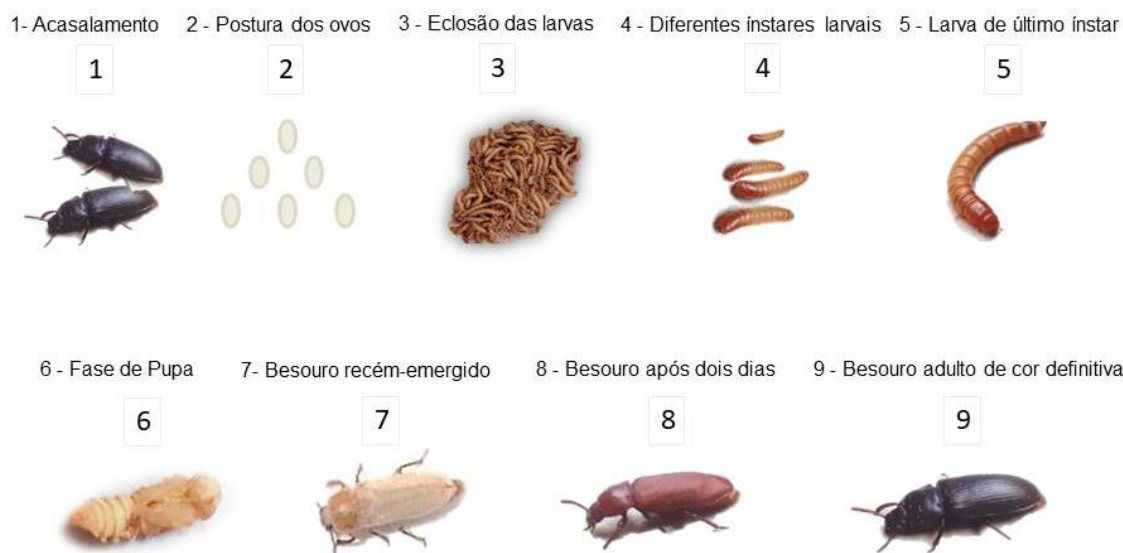 1- Acasalamento
2 - Postura dos ovos
3 - Eclosão das larvas
4 - Diferentes ínstares larvais
5 - Larva de último ínstar
1
2
3
4
5
6 - Fase de Pupa
7- Besouro recém-emergido
8 - Besouro após dois dias
9 - Besouro adulto de cor definitiva
6
7
8
9